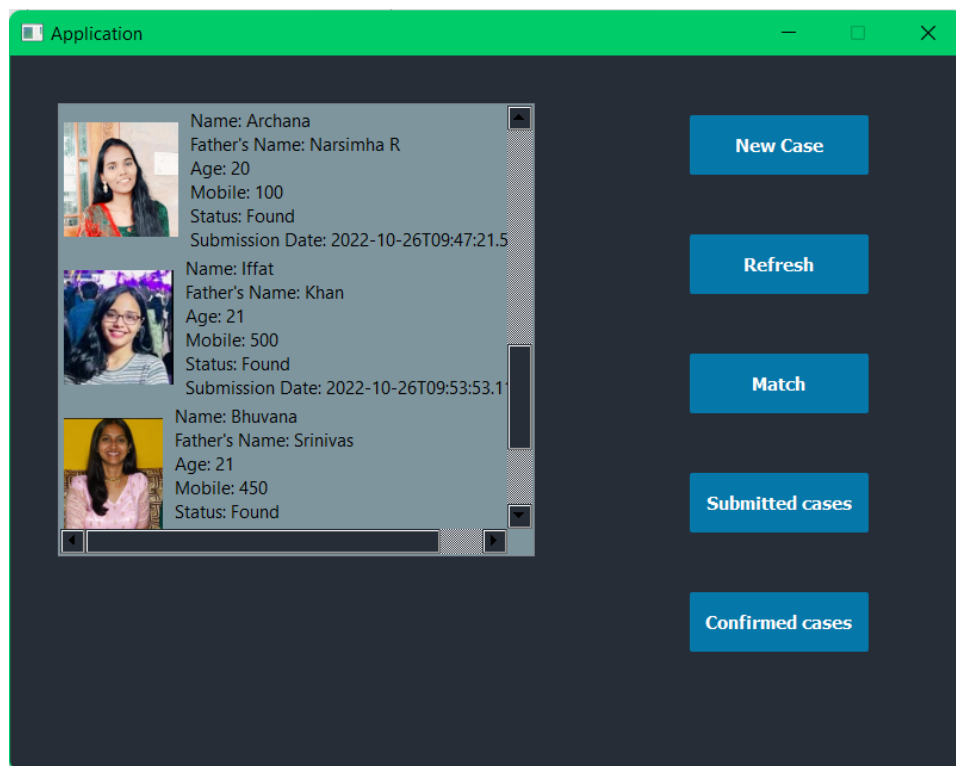 Application
Name: Archana
Father's Name: Narsimha R
Age: 20
Mobile: 100
Status: Found
Submission Date: 2022-10-26T09:47:21.5
Name: Iffat
Father's Name: Khan
Age: 21
Mobile: 500
Status: Found
Submission Date: 2022-10-26T09:53:53.1
Name: Bhuvana
Father's Name: Srinivas
Age: 21
Mobile: 450
Status: Found
New Case
Refresh
Match
Submitted cases
Confirmed cases